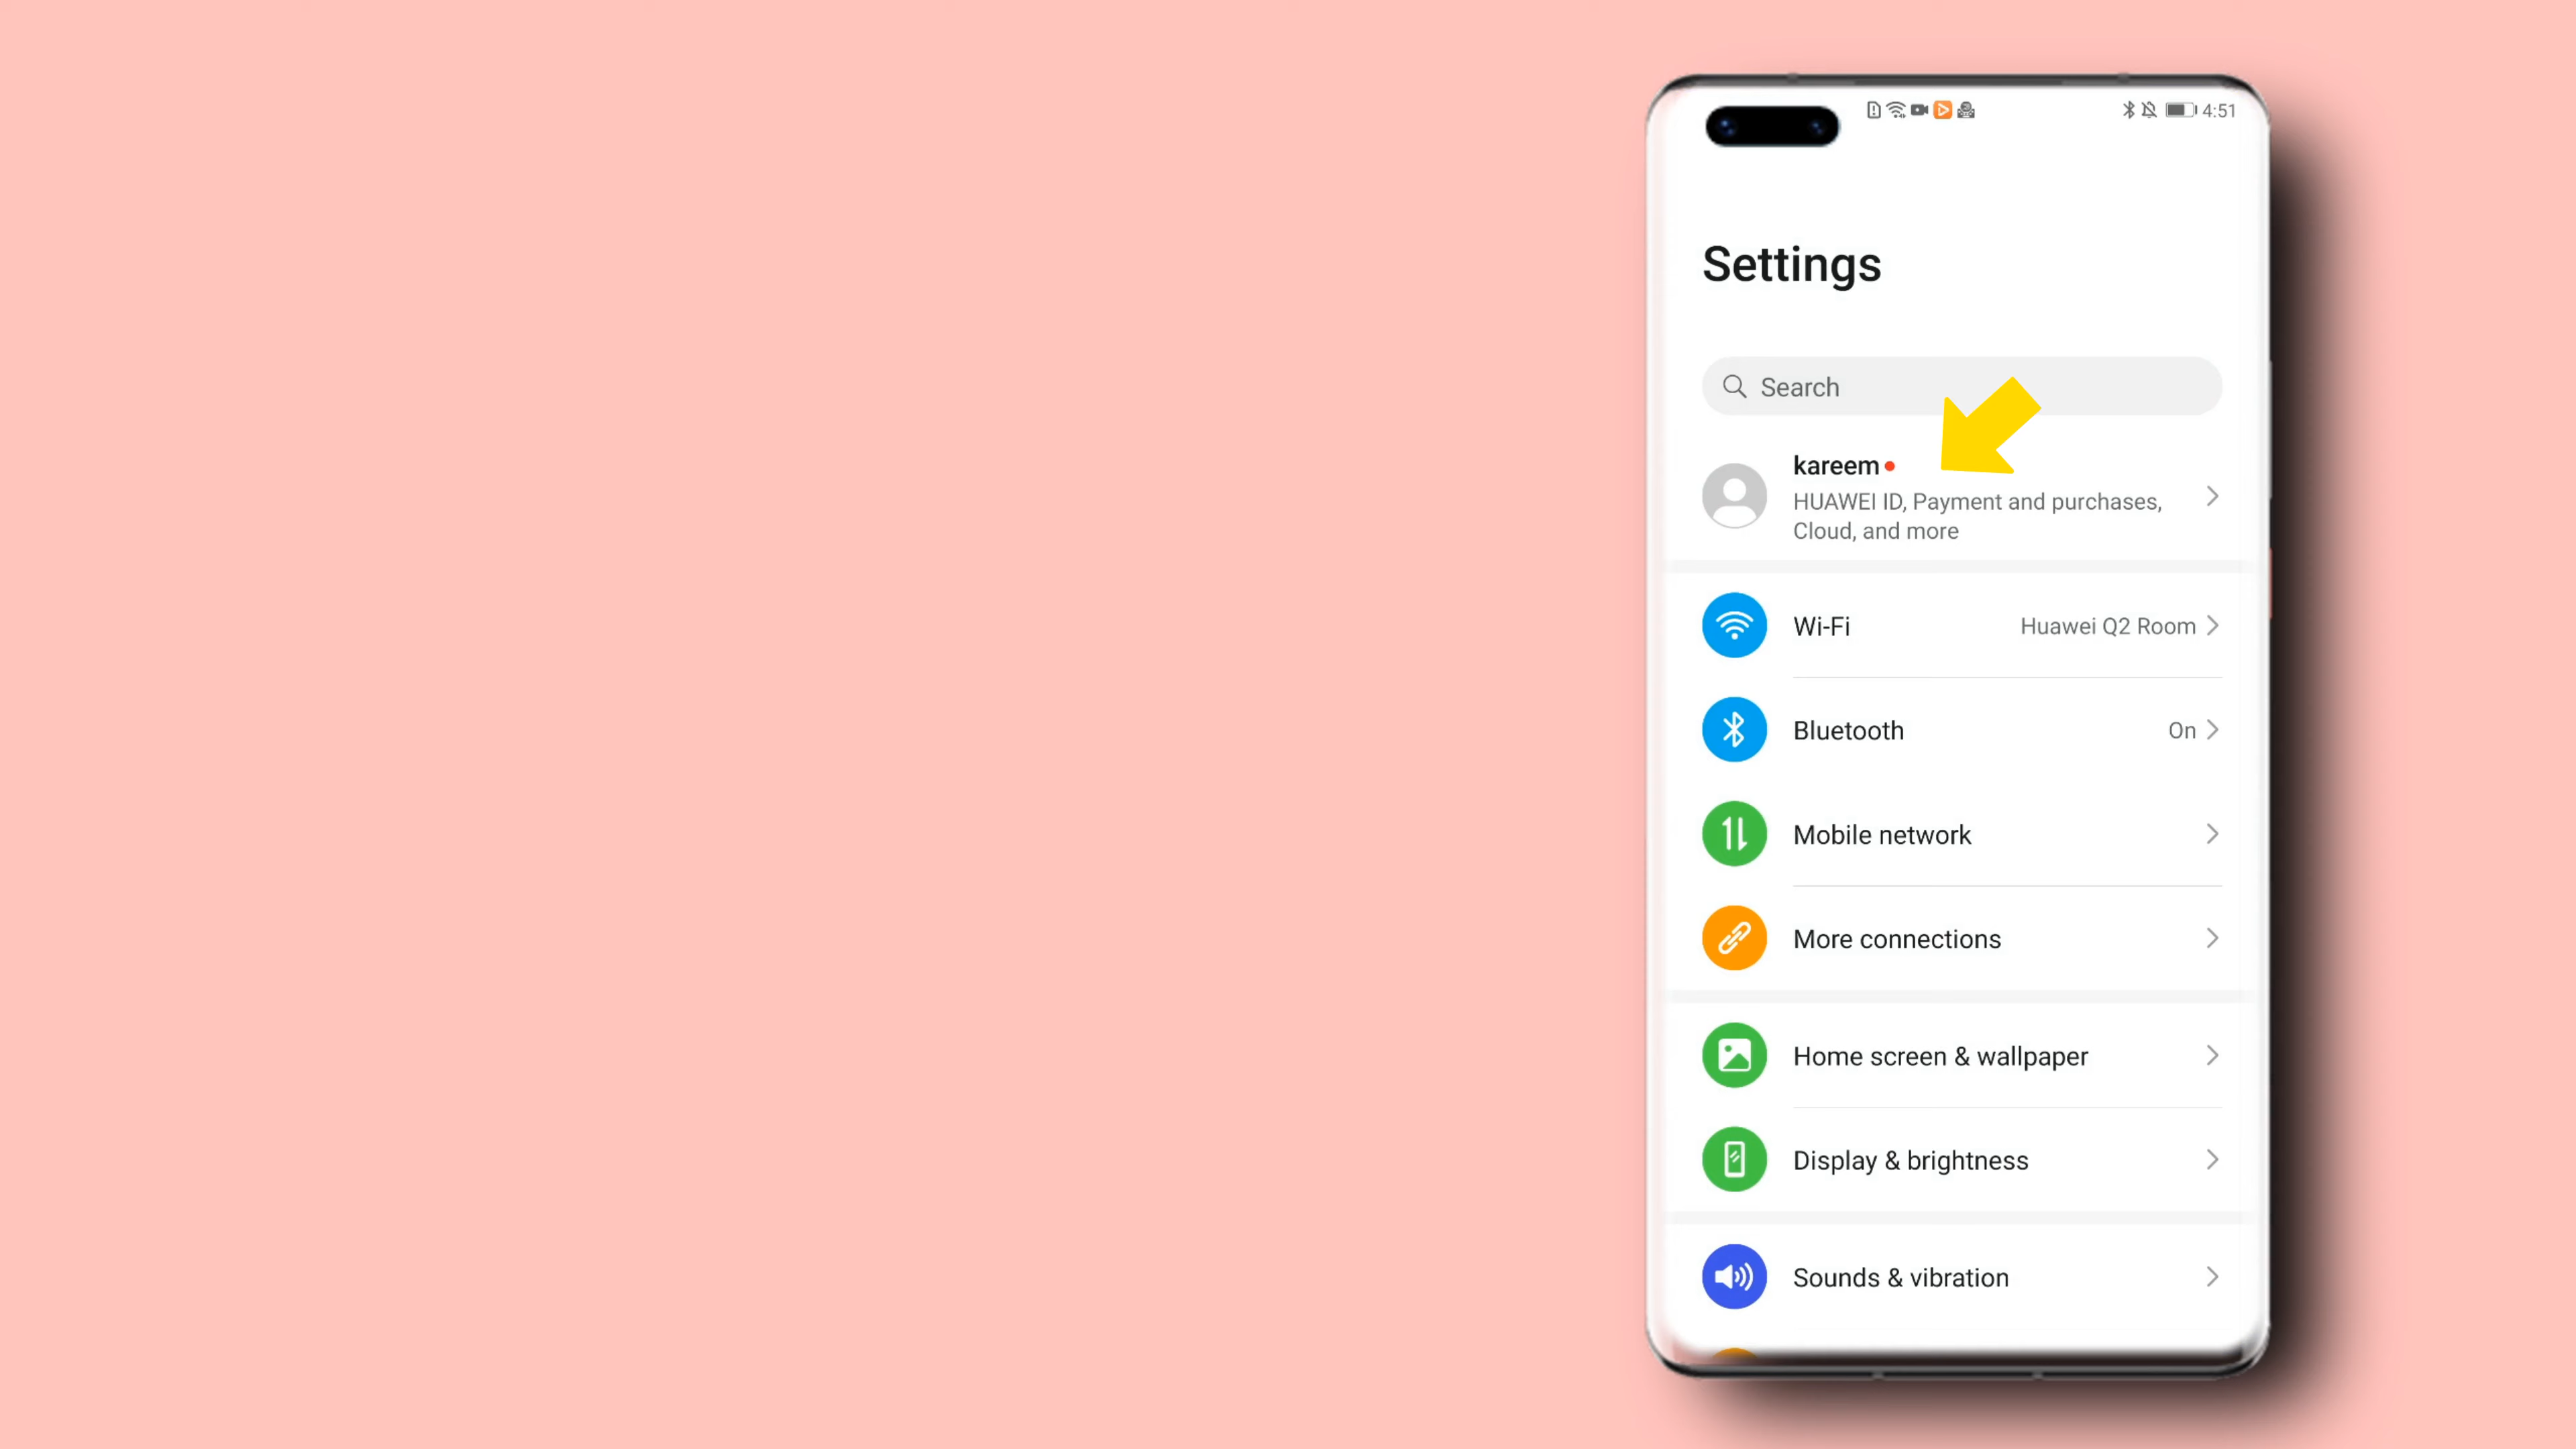 4:51
Settings
Search
kareem
HUAWEI ID, Payment and purchases,
Cloud, and more
Wi-Fi Huawei Q2 Room
Bluetooth On
Mobile network
More connections
Home screen & wallpaper
Display & brightness
Sounds & vibration